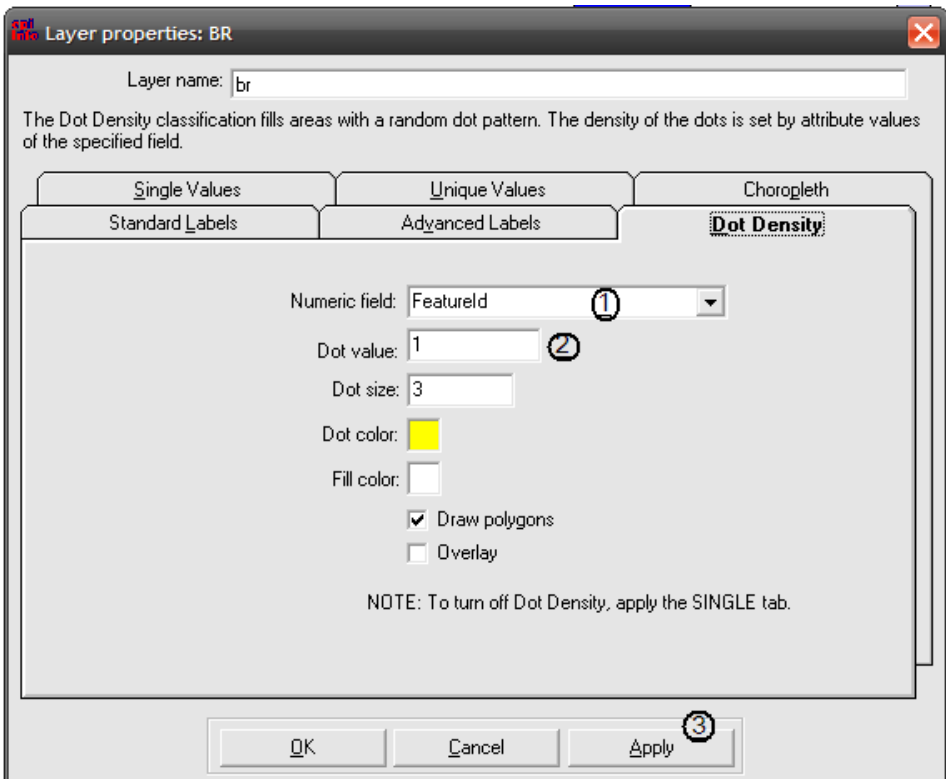 epi
info
Layer properties: BR
Layer name: br
The Dot Density classification fills areas with a random dot pattern. The density of the dots is set by attribute values
of the specified field.
Single Values Unique Values Choropleth
Standard Labels Advanced Labels Dot Density
Numeric field: FeatureId 1
Dot value: 1 2
Dot size: 3
Dot color:
Fill color:
Draw polygons
Overlay
NOTE: To turn off Dot Density, apply the SINGLE tab.
3
OK Cancel Apply